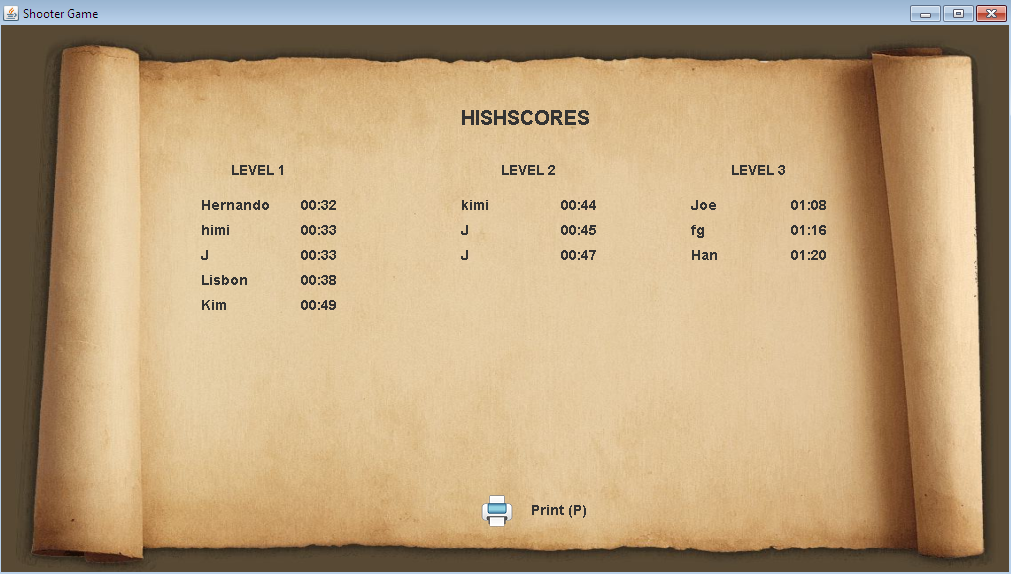 Shooter Game
HISHSCORES
LEVEL 1 LEVEL 2 LEVEL 3
Hernando 00:32 kimi 00:44 Joe 01:08
himi 00:33 J 00:45 fg 01:16
J 00:33 J 00:47 Han 01:20
Lisbon 00:38
Kim 00:49
Print (P)